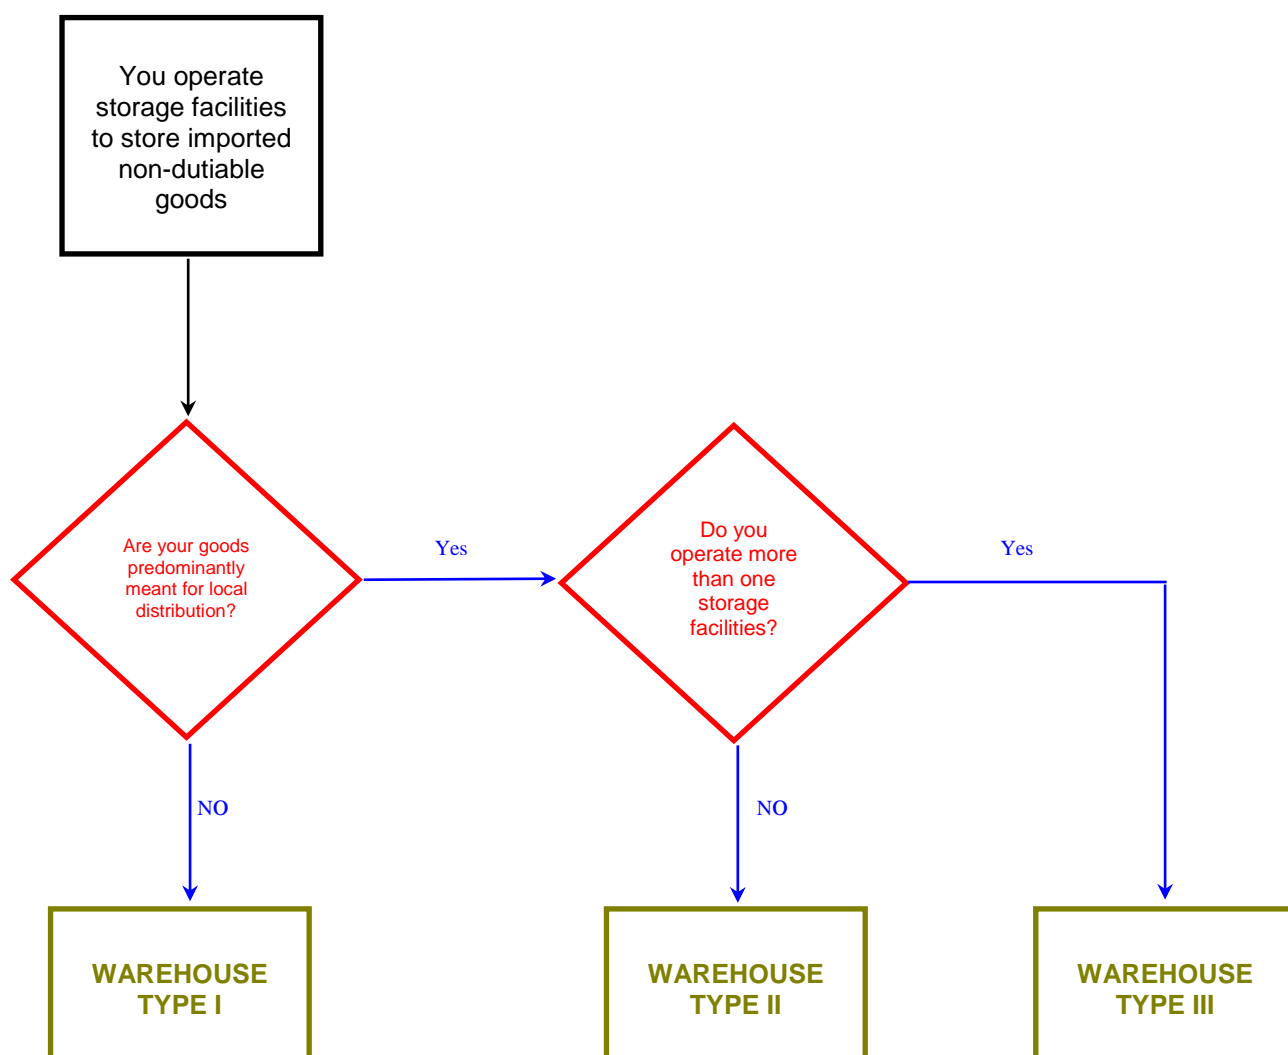 You operate
storage facilities
to store imported
non-dutiable
goods
Are your goods
predominantly
meant for local
distribution?
Yes
Do you
operate more
than one
storage
facilities?
Yes
NO
NO
WAREHOUSE
TYPE I
WAREHOUSE
TYPE II
WAREHOUSE
TYPE III